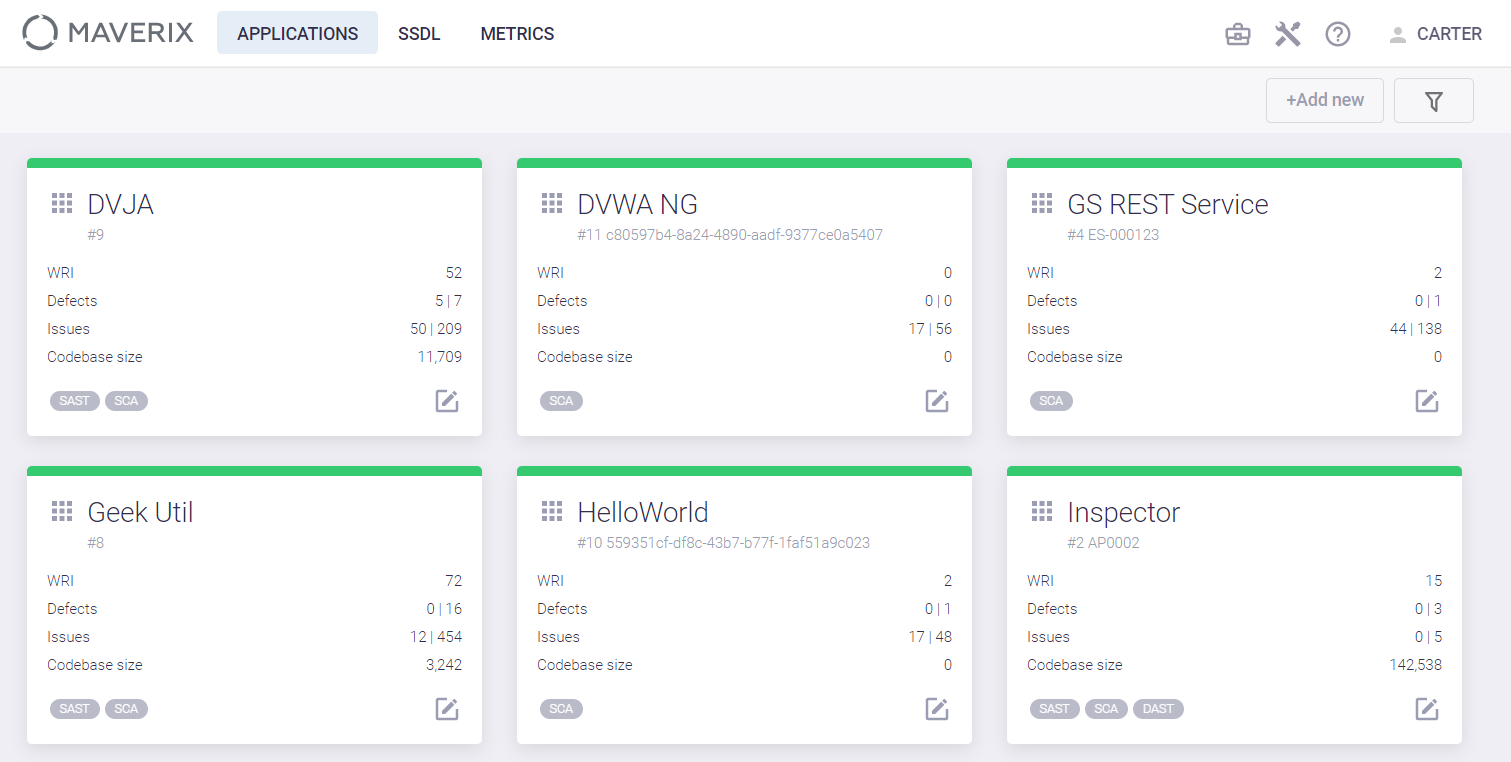 MAVERIX APPLICATIONS SSDL METRICS CARTER
+Add new
DVJA
#9
WRI 52
Defects 5 | 7
Issues 50 | 209
Codebase size 11,709
SAST SCA
DVWA NG
#11 c80597b4-8a24-4890-aadf-9377ce0a5407
WRI 0
Defects 0 | 0
Issues 17 | 56
Codebase size 0
SCA
GS REST Service
#4 ES-000123
WRI 2
Defects 0 | 1
Issues 44 | 138
Codebase size 0
SCA
Geek Util
#8
WRI 72
Defects 0 | 16
Issues 12 | 454
Codebase size 3,242
SAST SCA
HelloWorld
#10 559351cf-df8c-43b7-b77f-1faf51a9c023
WRI 2
Defects 0 | 1
Issues 17 | 48
Codebase size 0
SCA
Inspector
#2 AP0002
WRI 15
Defects 0 | 3
Issues 0 | 5
Codebase size 142,538
SAST SCA DAST